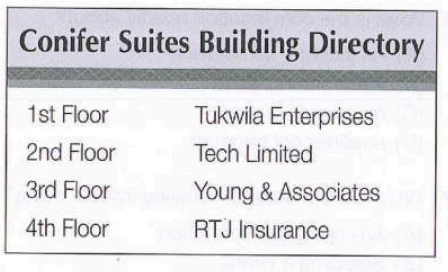 Conifer Suites Building Directory
1st Floor Tukwila Enterprises
2nd Floor Tech Limited
3rd Floor Young & Associates
4th Floor RTJ Insurance